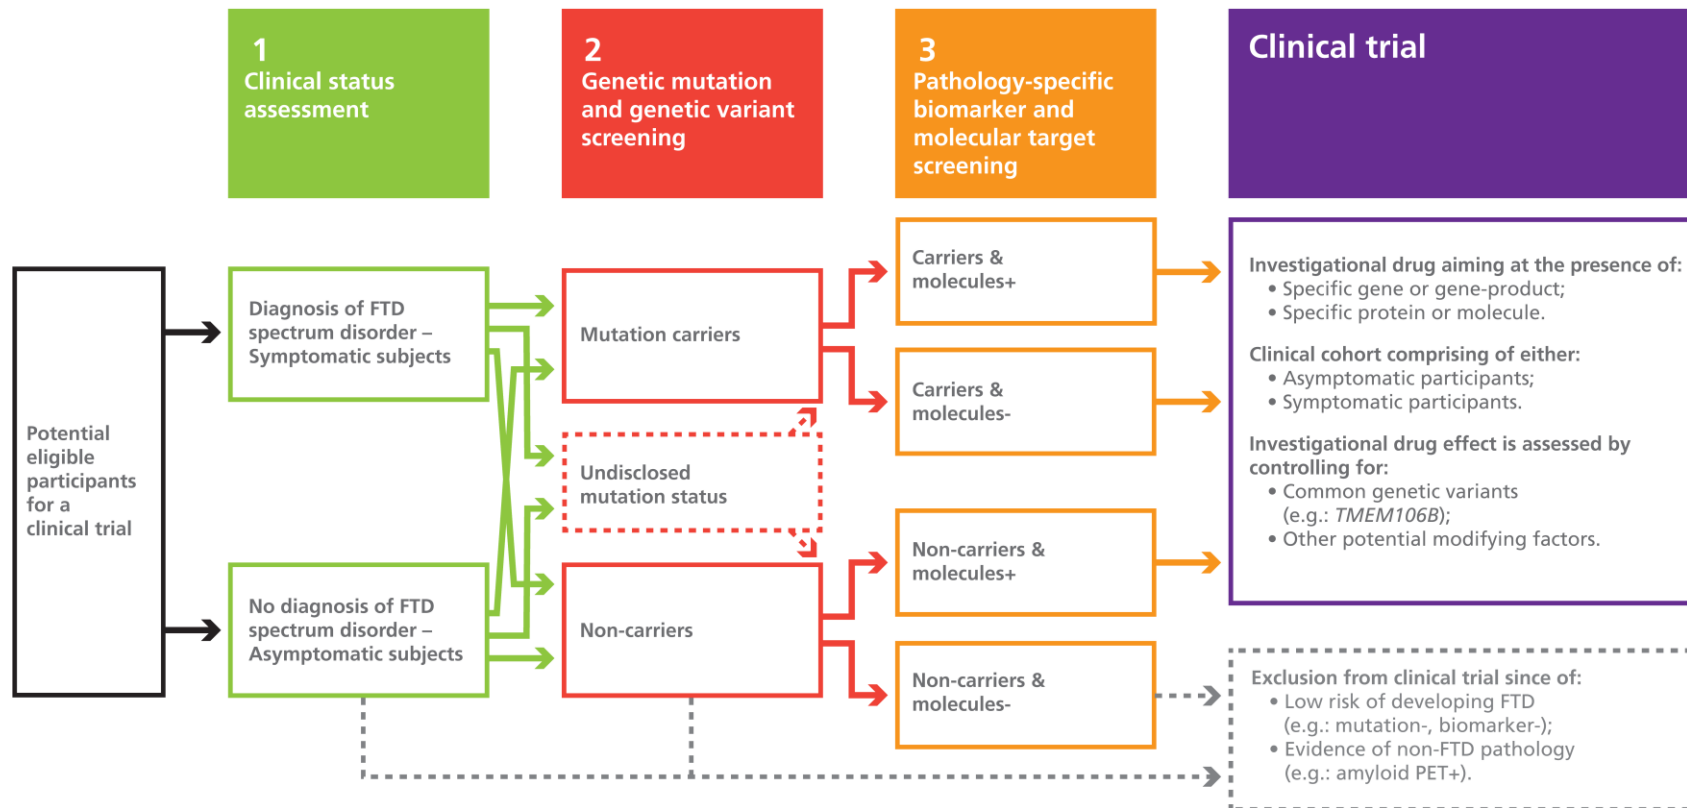 1
Clinical status
assessment
2
Genetic mutation
and genetic variant
screening
3
Pathology-specific
biomarker and
molecular target
screening
Clinical trial
Potential
eligible
participants
for a
clinical trial
Diagnosis of FTD
spectrum disorder –
Symptomatic subjects
No diagnosis of FTD
spectrum disorder –
Asymptomatic subjects
Mutation carriers
Undisclosed
mutation status
Non-carriers
Carriers &
molecules+
Carriers &
molecules-
Non-carriers &
molecules+
Non-carriers &
molecules-
Investigational drug aiming at the presence of:
• Specific gene or gene-product;
• Specific protein or molecule.
Clinical cohort comprising of either:
• Asymptomatic participants;
• Symptomatic participants.
Investigational drug effect is assessed by
controlling for:
• Common genetic variants
(e.g.: TMEM106B);
• Other potential modifying factors.
Exclusion from clinical trial since of:
• Low risk of developing FTD
(e.g.: mutation-, biomarker-);
• Evidence of non-FTD pathology
(e.g.: amyloid PET+).